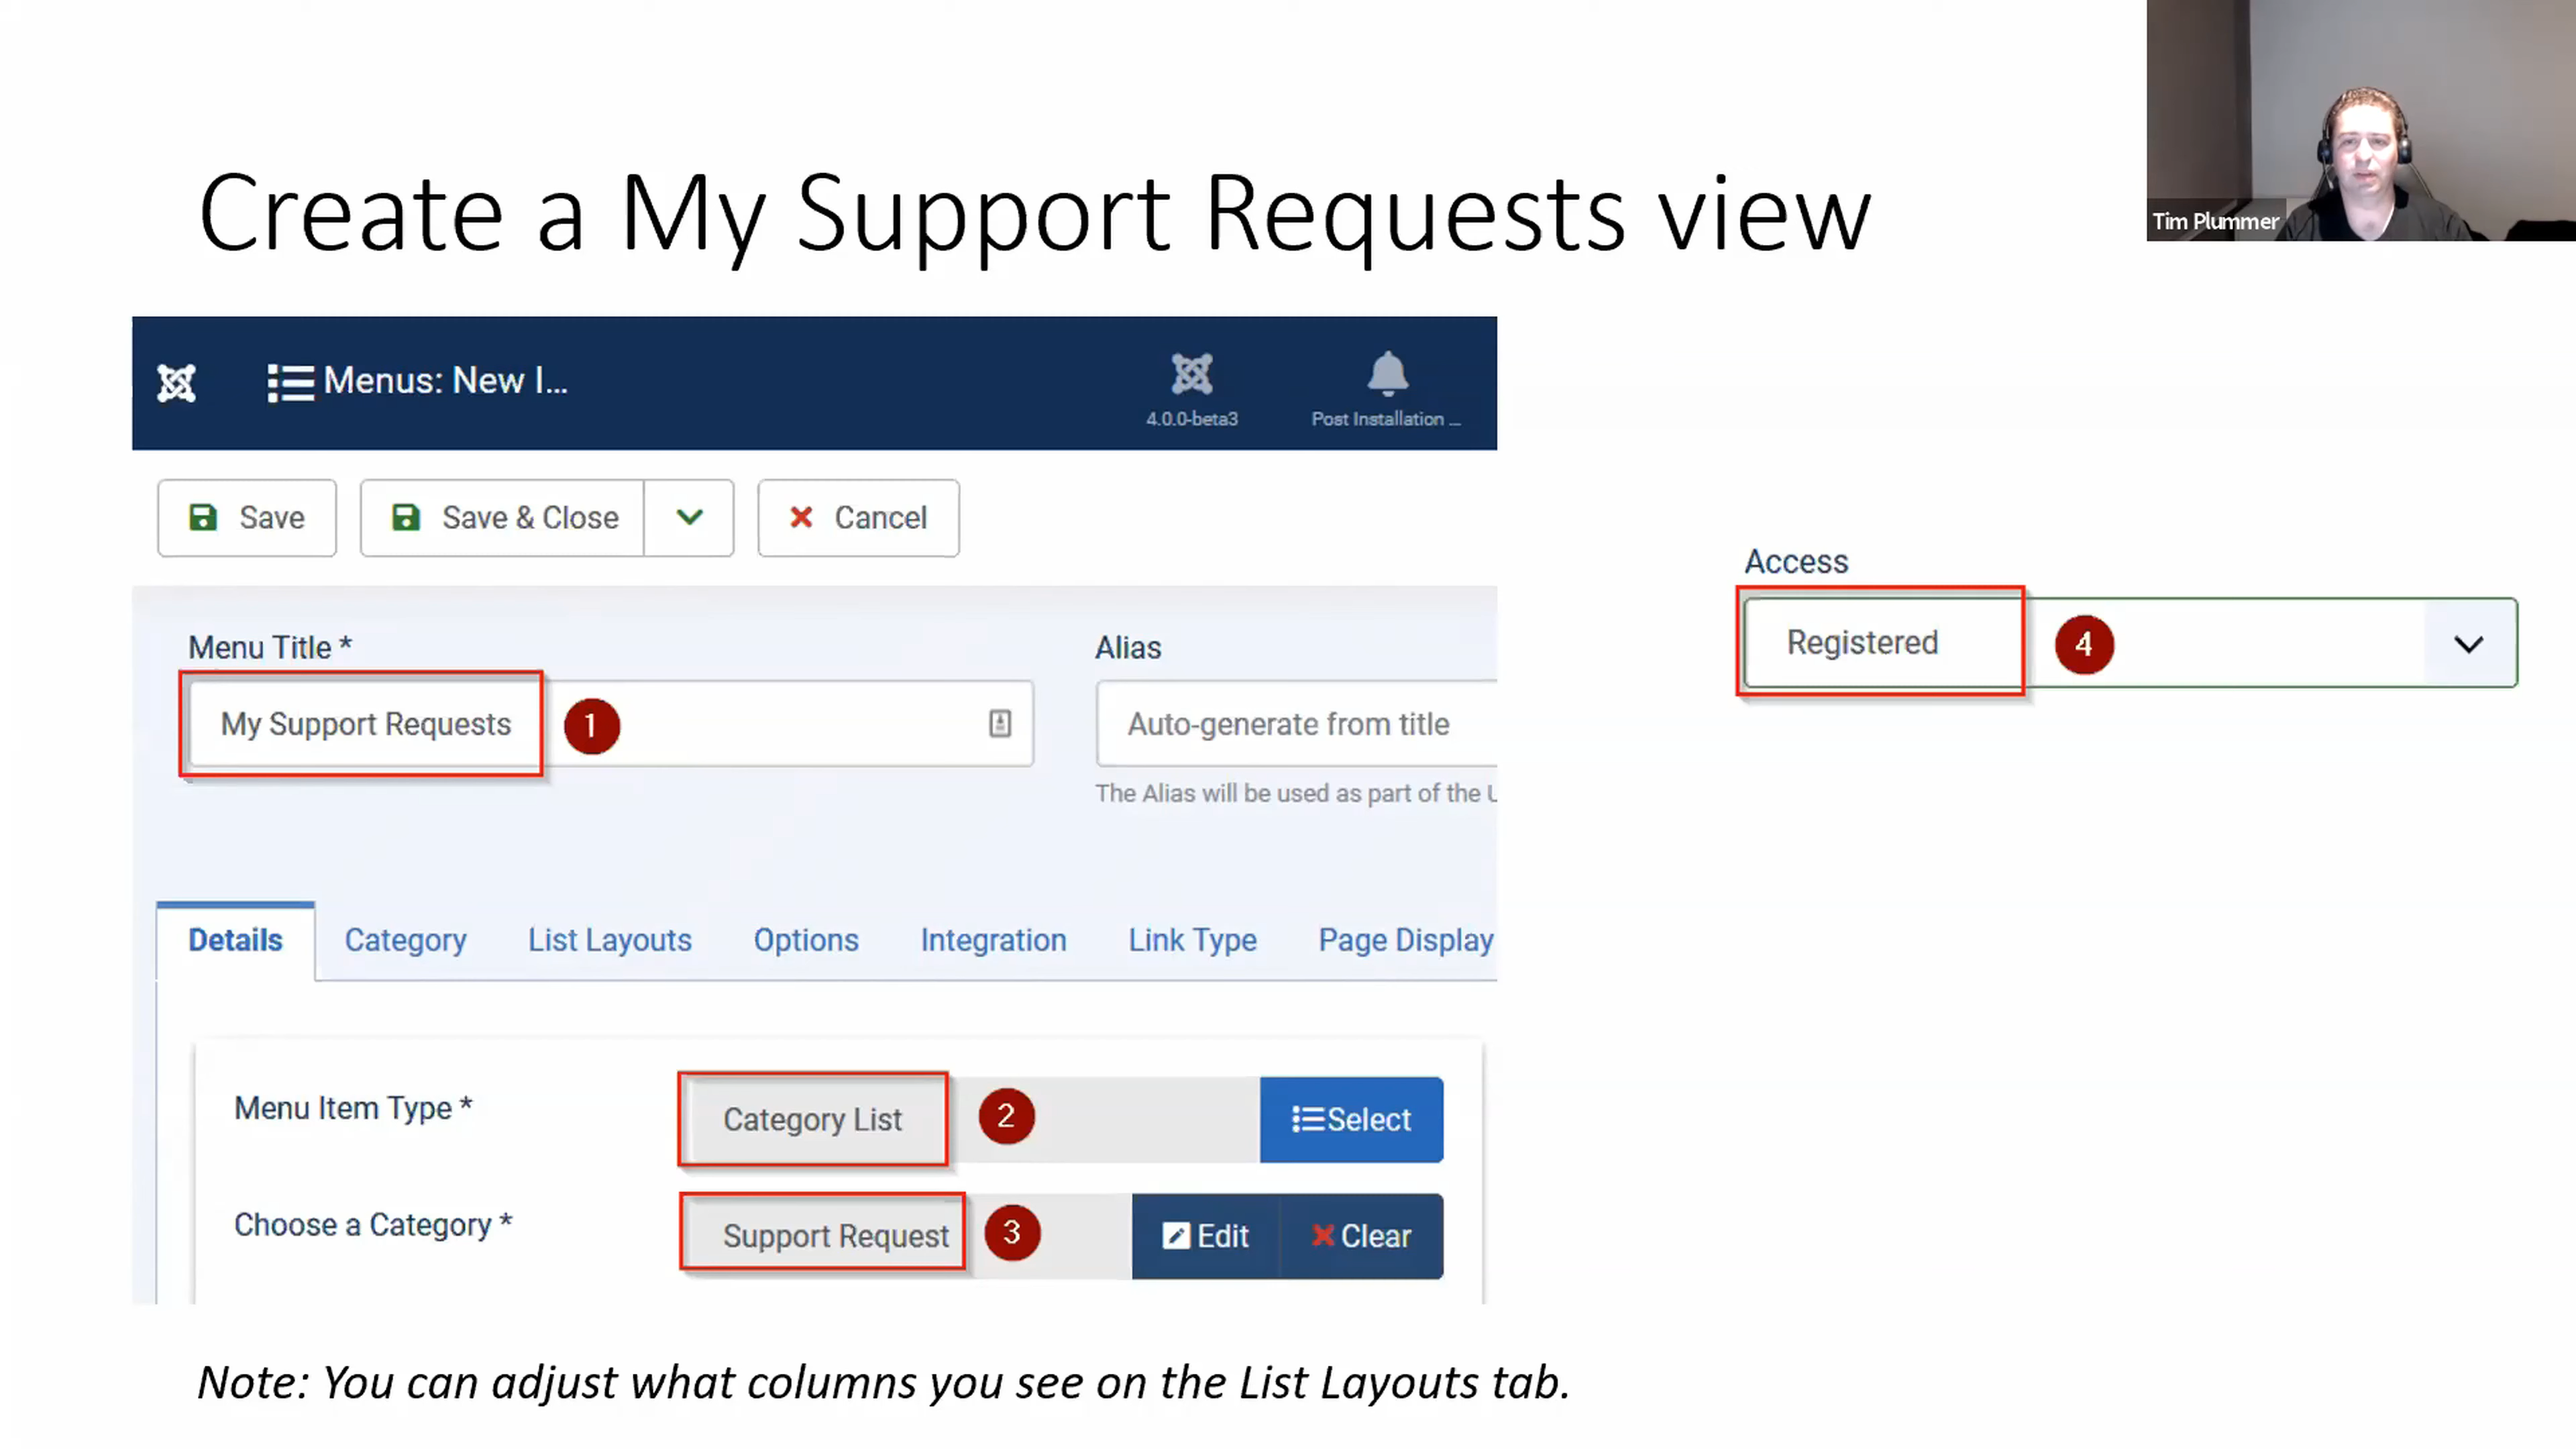 Create a My Support Requests view
Tim Plummer
Menus: New I...
4.0.0-beta3
Post Installation ...
Save
Save & Close
Cancel
Menu Title *
Alias
My Support Requests
1
Auto-generate from title
The Alias will be used as part of the U
Access
Registered
4
Details
Category
List Layouts
Options
Integration
Link Type
Page Display
Menu Item Type *
Category List
2
Select
Choose a Category *
Support Request
3
Edit
Clear
Note: You can adjust what columns you see on the List Layouts tab.